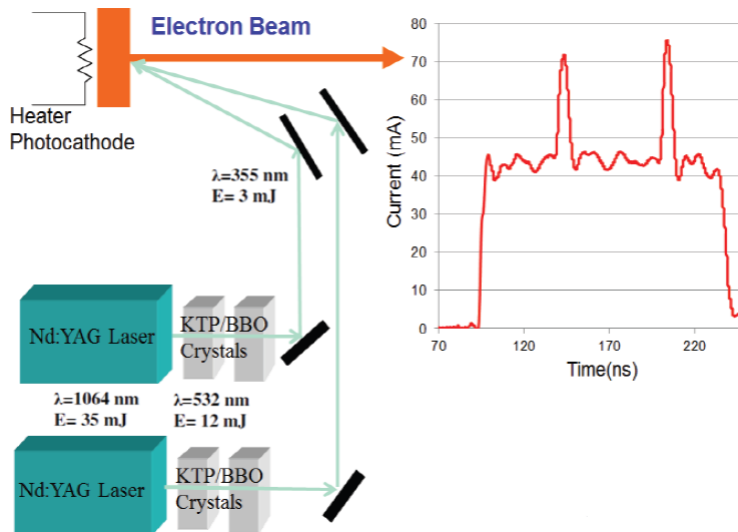 Electron Beam
Heater
Photocathode
λ=355 nm
E= 3 mJ
Nd:YAG Laser
KTP/BBO
Crystals
λ=1064 nm
E= 35 mJ
λ=532 nm
E= 12 mJ
Nd:YAG Laser
KTP/BBO
Crystals
Current (mA)
80
70
60
50
40
30
20
10
0
70
120
170
220
Time(ns)